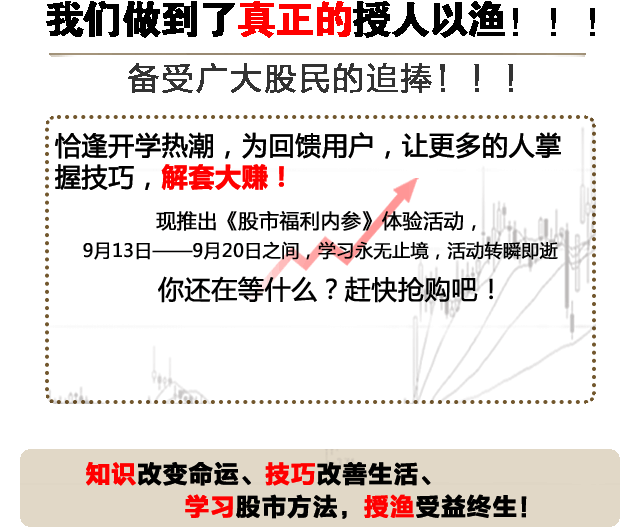 我们做到了真正的授人以渔！！！
备受广大股民的追捧！！！
恰逢开学热潮，为回馈用户，让更多的人掌
握技巧，解套大赚！
现推出《股市福利内参》体验活动，
9月13日——9月20日之间，学习永无止境，活动转瞬即逝
你还在等什么？赶快抢购吧！
知识改变命运、技巧改善生活、
学习股市方法，授渔受益终生！